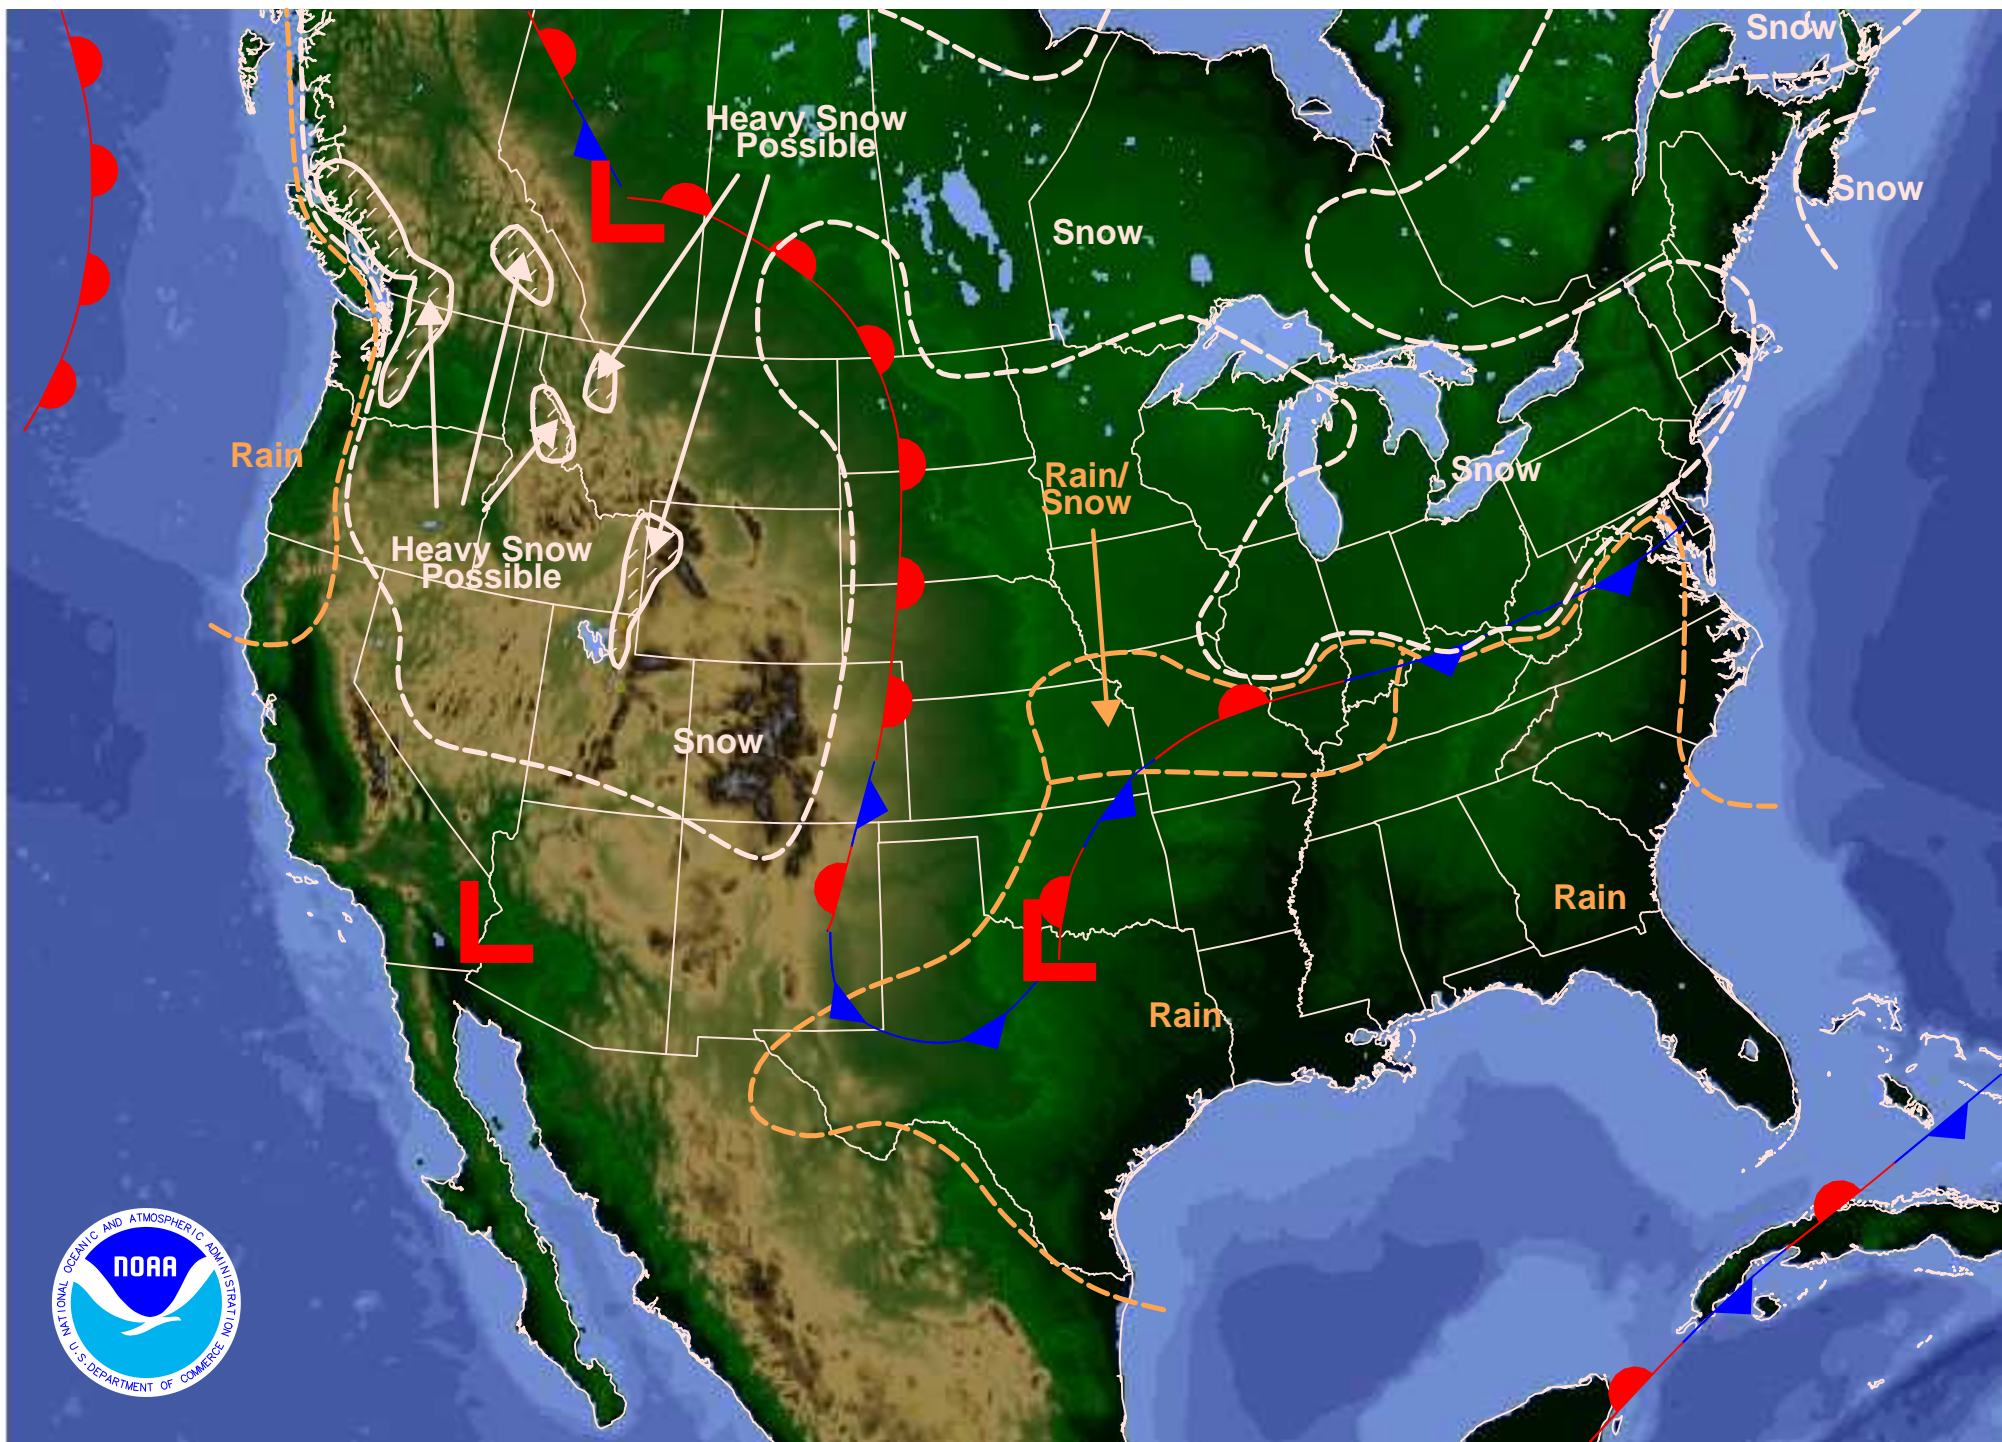 Snow
Heavy Snow
Possible
Snow
Snow
Rain
Rain/
Snow
Snow
Heavy Snow
Possible
Snow
Rain
Rain
L
L
L
NATIONAL OCEANIC AND ATMOSPHERIC ADMINISTRATION
NOAA
U.S. DEPARTMENT OF COMMERCE